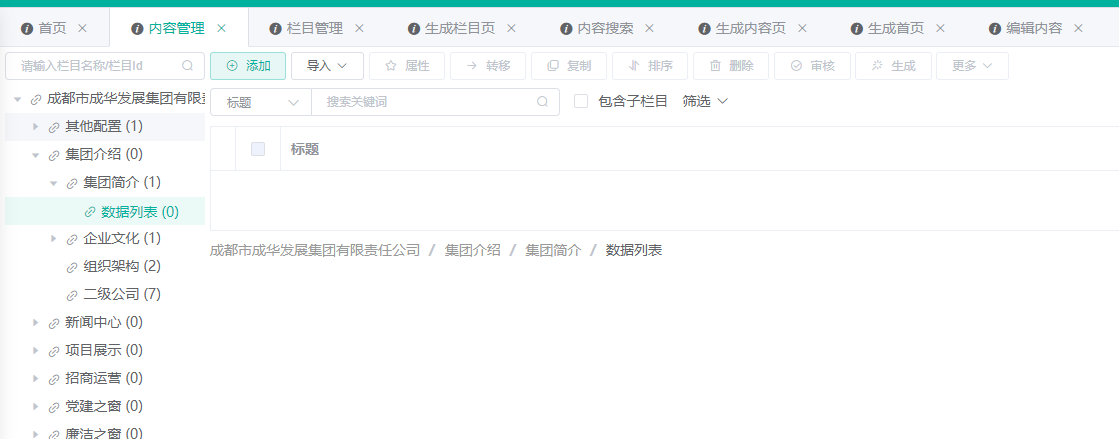 首页 内容管理 栏目管理 生成栏目页 内容搜索 生成内容页 生成首页 编辑内容
请输入栏目名称/栏目Id
添加 导入 属性 转移 复制 排序 删除 审核 生成 更多
标题 搜索关键词 包含子栏目 筛选
成都市成华发展集团有限责
其他配置 (1)
集团介绍 (0)
集团简介 (1)
数据列表 (0)
企业文化 (1)
组织架构 (2)
二级公司 (7)
新闻中心 (0)
项目展示 (0)
招商运营 (0)
党建之窗 (0)
廉洁之窗 (0)
标题
成都市成华发展集团有限责任公司 / 集团介绍 / 集团简介 / 数据列表